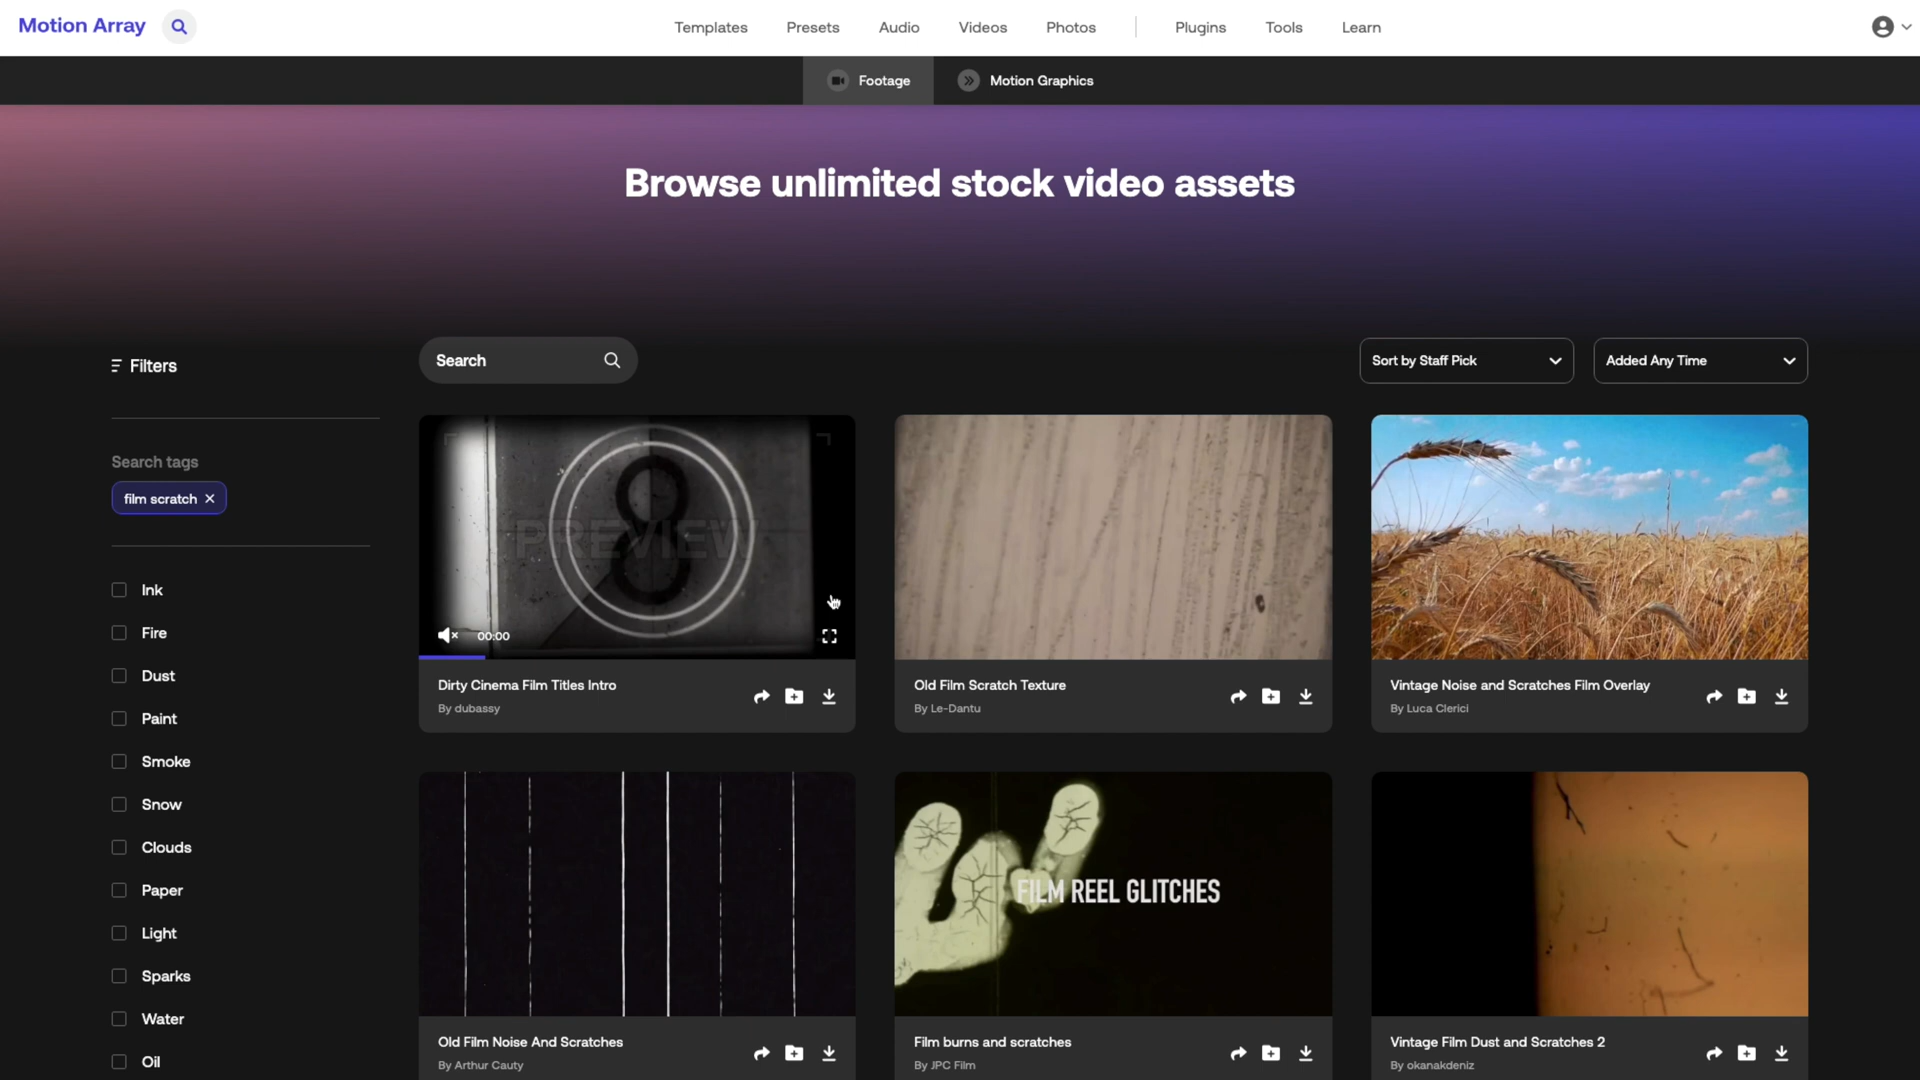 Motion Array
Templates
Presets
Audio
Videos
Photos
Plugins
Tools
Learn
Footage
Motion Graphics
Browse unlimited stock video assets
Filters
Search
Sort by Staff Pick
Added Any Time
Search tags
film scratch
Ink
Fire
Dust
Paint
Smoke
Snow
Clouds
Paper
Light
Sparks
Water
Oil
8
PREVIEW
00:00
Dirty Cinema Film Titles Intro
By dubassy
Old Film Scratch Texture
By Le-Dantu
Vintage Noise and Scratches Film Overlay
By Luca Clerici
FILM REEL GLITCHES
Old Film Noise And Scratches
By Arthur Cauty
Film burns and scratches
By JPC Film
Vintage Film Dust and Scratches 2
By okanakdeniz